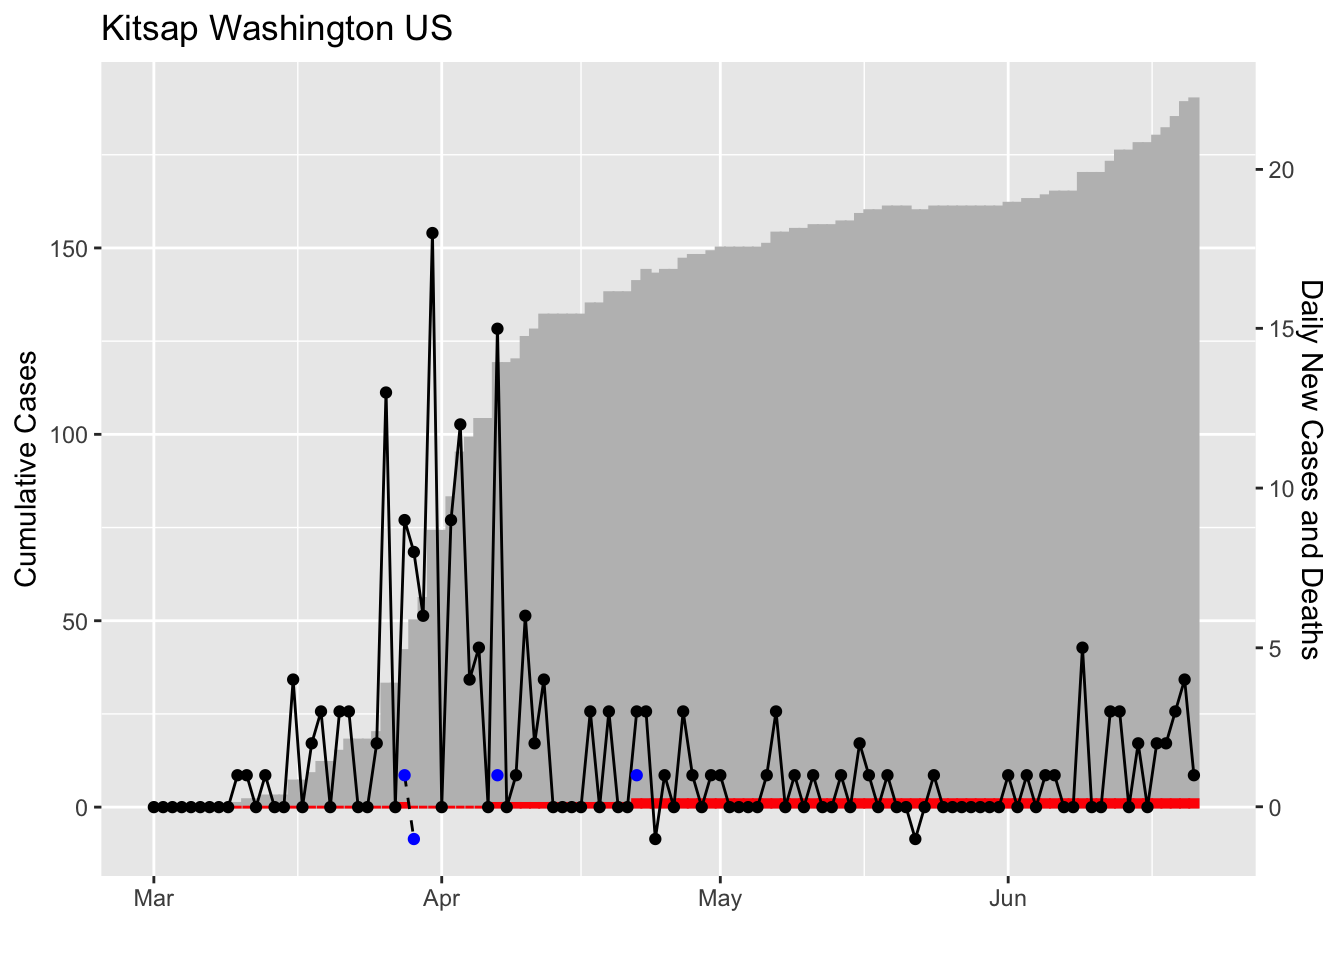 Kitsap Washington US
Cumulative Cases
150
100
50
0
20
15
10
5
0
Daily New Cases and Deaths
Mar
Apr
May
Jun